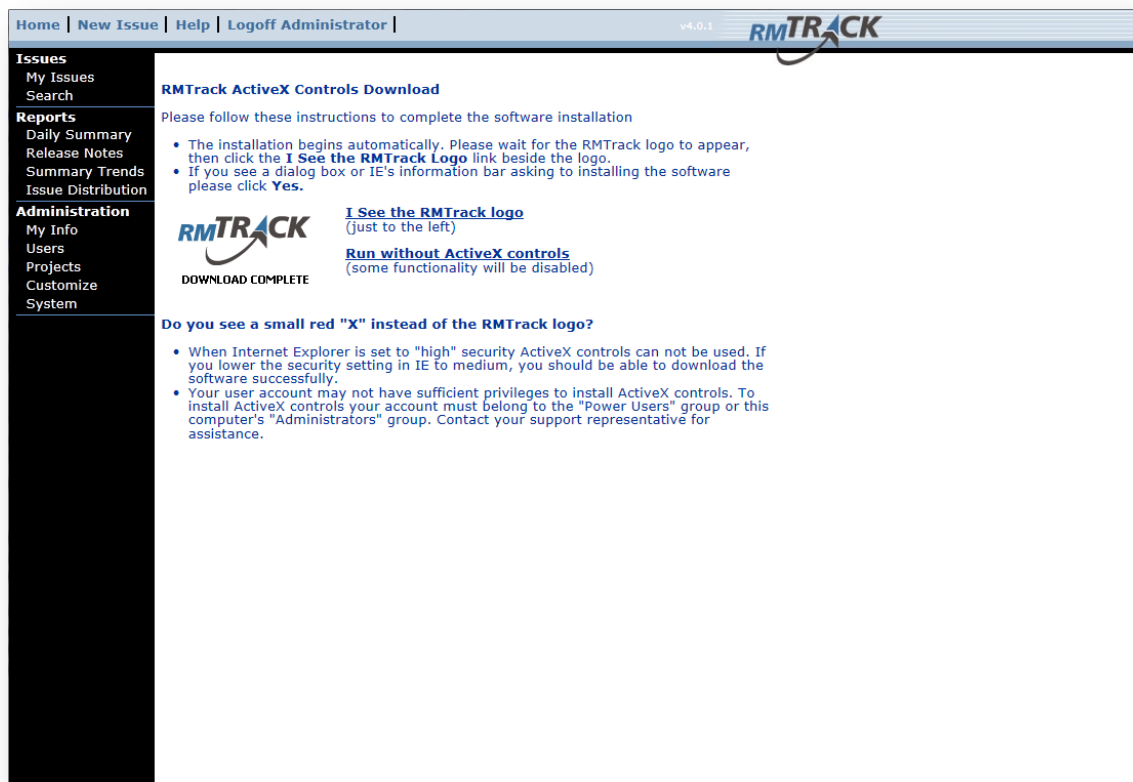 Home | New Issue | Help | Logoff Administrator |
v4.0.1
RMTRACK
Issues
My Issues
Search
Reports
Daily Summary
Release Notes
Summary Trends
Issue Distribution
Administration
My Info
Users
Projects
Customize
System
RMTrack ActiveX Controls Download
Please follow these instructions to complete the software installation
• The installation begins automatically. Please wait for the RMTrack logo to appear,
then click the I See the RMTrack Logo link beside the logo.
• If you see a dialog box or IE's information bar asking to installing the software
please click Yes.
RMTRACK
DOWNLOAD COMPLETE
I See the RMTrack logo
(just to the left)
Run without ActiveX controls
(some functionality will be disabled)
Do you see a small red "X" instead of the RMTrack logo?
• When Internet Explorer is set to "high" security ActiveX controls can not be used. If
you lower the security setting in IE to medium, you should be able to download the
software successfully.
• Your user account may not have sufficient privileges to install ActiveX controls. To
install ActiveX controls your account must belong to the "Power Users" group or this
computer's "Administrators" group. Contact your support representative for
assistance.